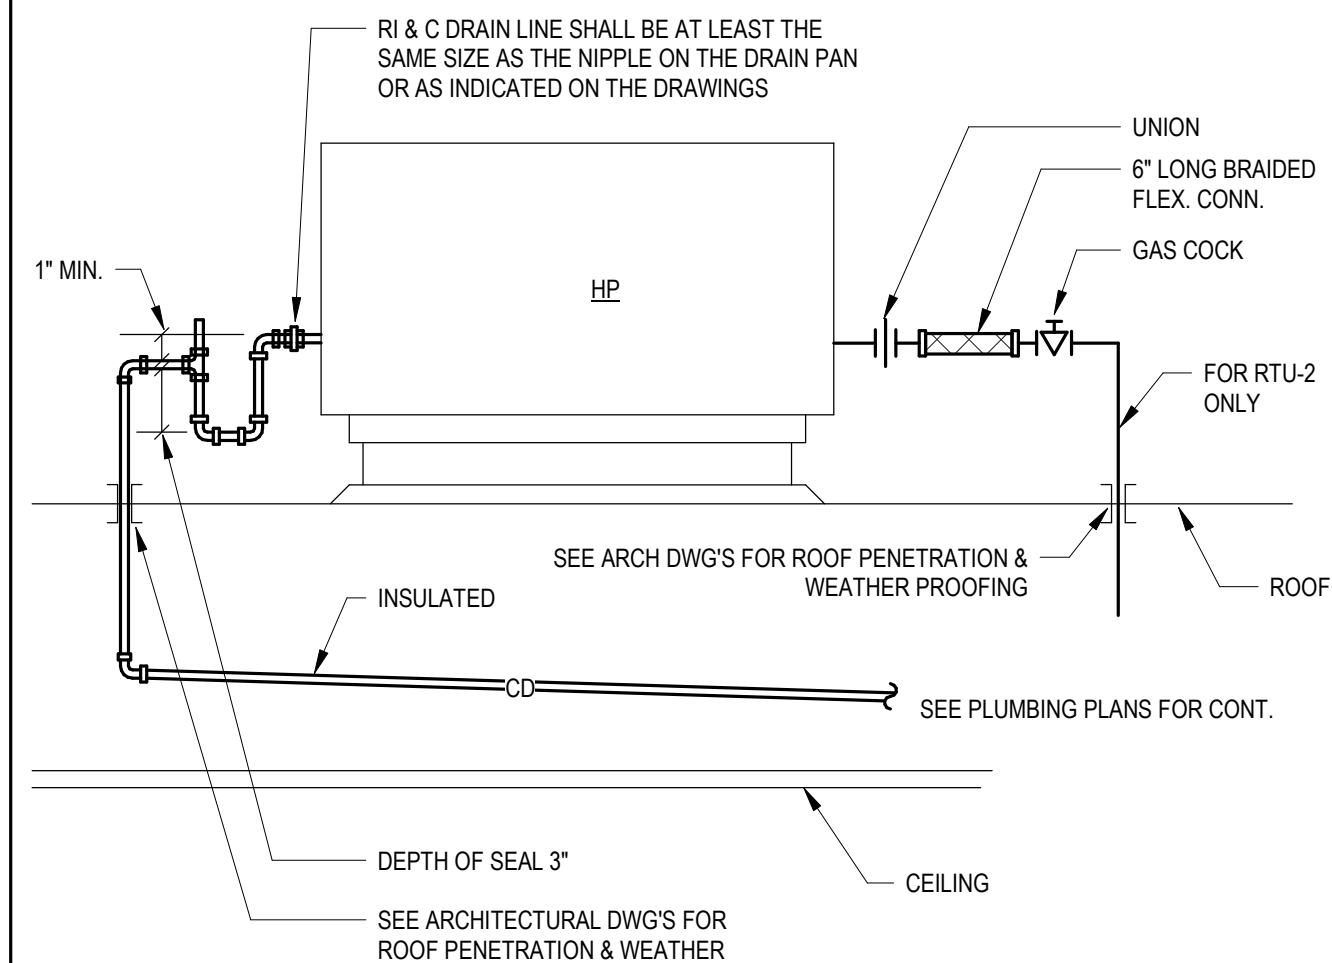 RI & C DRAIN LINE SHALL BE AT LEAST THE
SAME SIZE AS THE NIPPLE ON THE DRAIN PAN
OR AS INDICATED ON THE DRAWINGS
UNION
6" LONG BRAIDED
FLEX. CONN.
GAS COCK
1" MIN.
HP
FOR RTU-2
ONLY
SEE ARCH DWG'S FOR ROOF PENETRATION &
WEATHER PROOFING
ROOF
INSULATED
CD
SEE PLUMBING PLANS FOR CONT.
DEPTH OF SEAL 3"
CEILING
SEE ARCHITECTURAL DWG'S FOR
ROOF PENETRATION & WEATHER